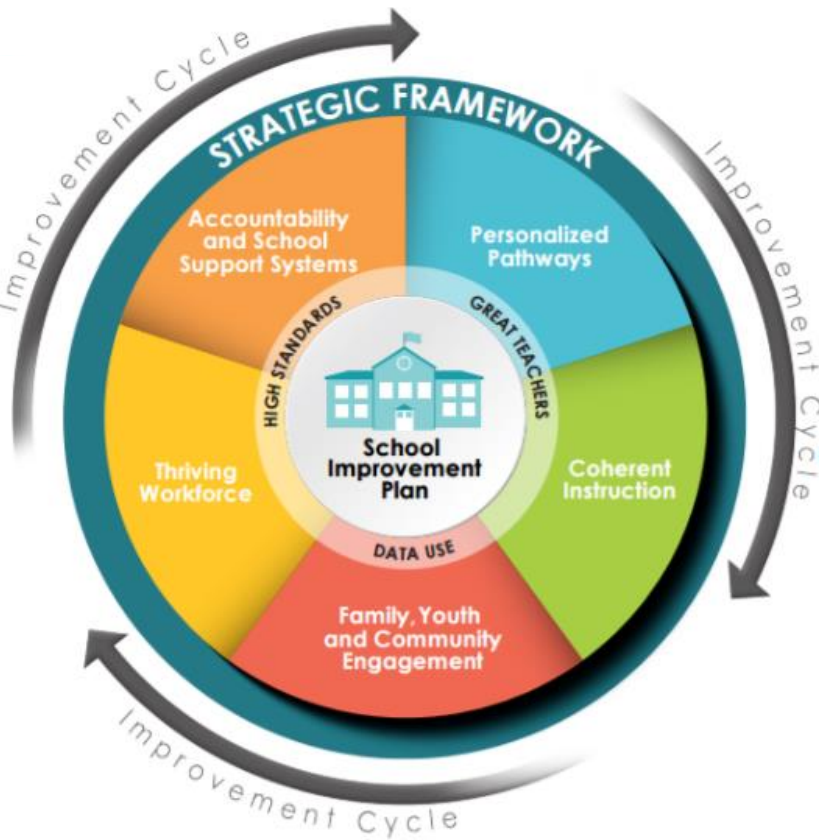 Improvement Cycle
Improvement Cycle
STRATEGIC FRAMEWORK
Accountability
and School
Support Systems
Personalized
Pathways
HIGH STANDARDS
GREAT TEACHERS
School
Improvement
Plan
Thriving
Workforce
Coherent
Instruction
DATA USE
Family, Youth
and Community
Engagement
Improvement Cycle